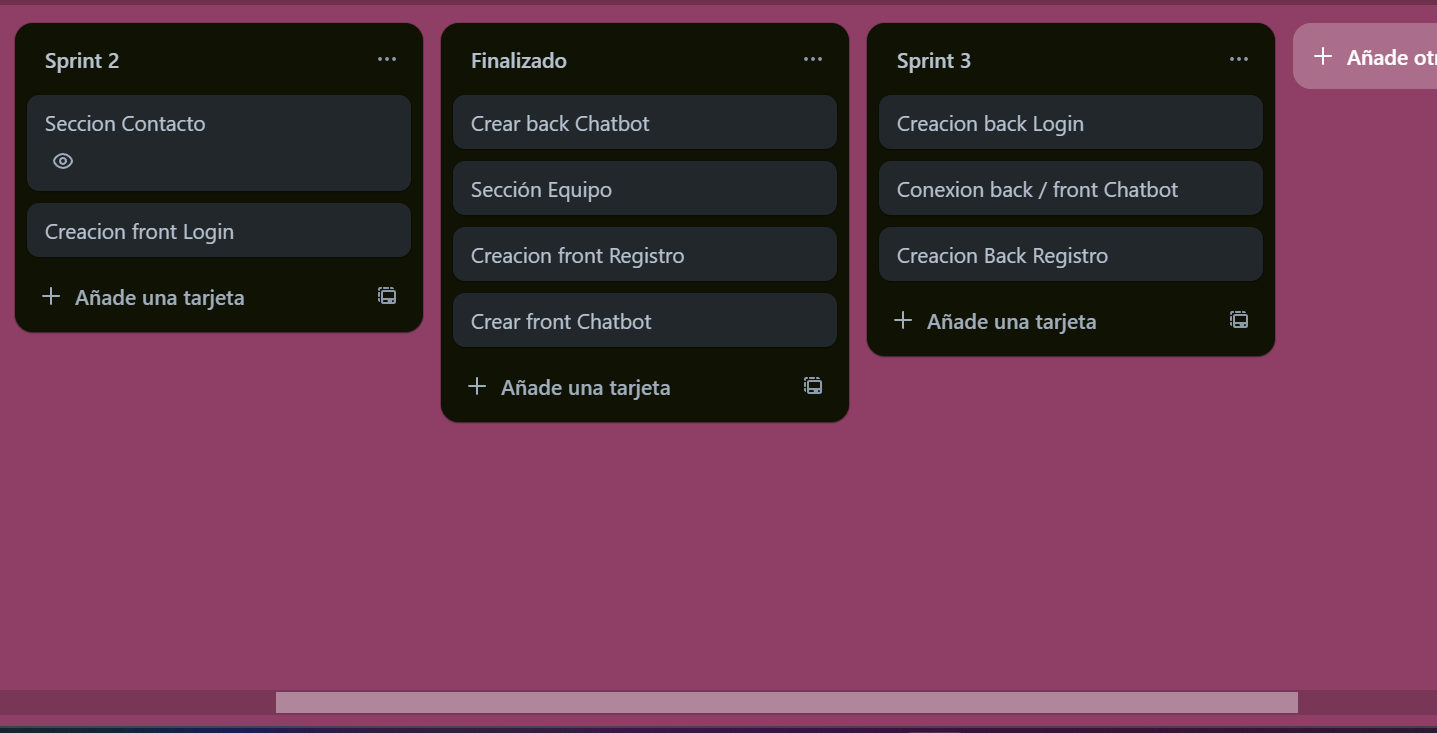 Sprint 2
Seccion Contacto
Creacion front Login
Añade una tarjeta
Finalizado
Crear back Chatbot
Sección Equipo
Creacion front Registro
Crear front Chatbot
Añade una tarjeta
Sprint 3
Creacion back Login
Conexion back / front Chatbot
Creacion Back Registro
Añade una tarjeta
Añade